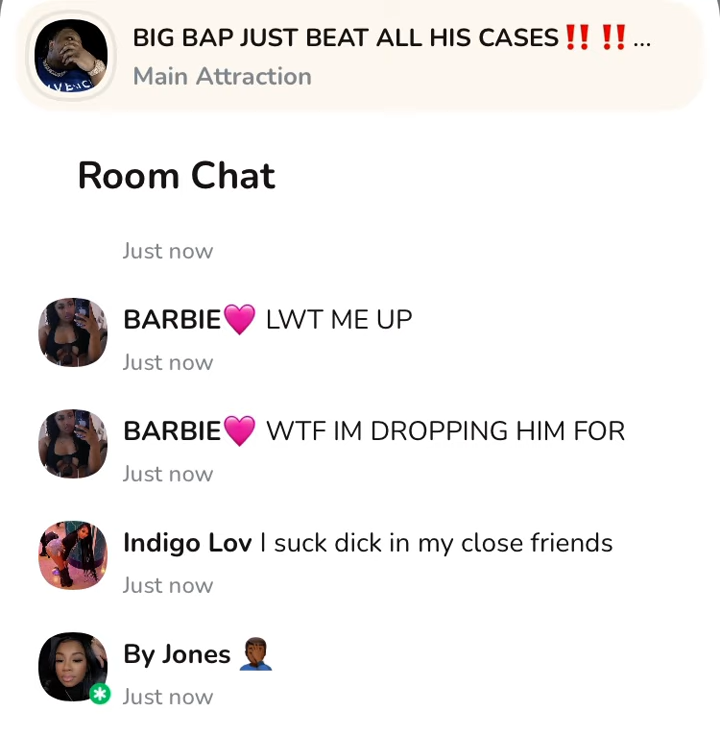 BIG BAP JUST BEAT ALL HIS CASES‼️ ‼️...
Main Attraction
Room Chat
Just now
BARBIE🩷 LWT ME UP
Just now
BARBIE🩷 WTF IM DROPPING HIM FOR
Just now
Indigo Lov I suck dick in my close friends
Just now
By Jones 🤦🏾‍♂️
Just now